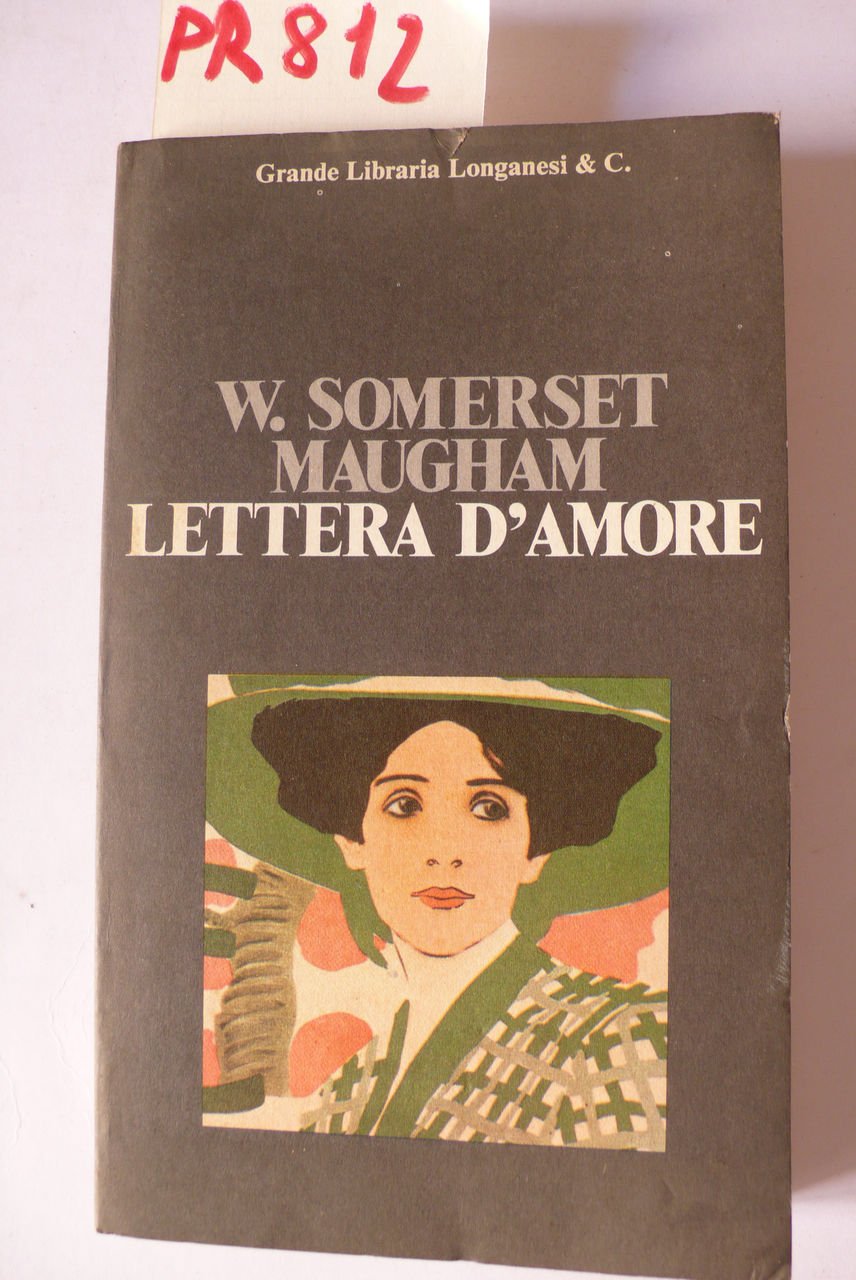 PR 812
Grande Libraria Longanesi & C.
W. SOMERSET
MAUGHAM
LETTERA D'AMORE